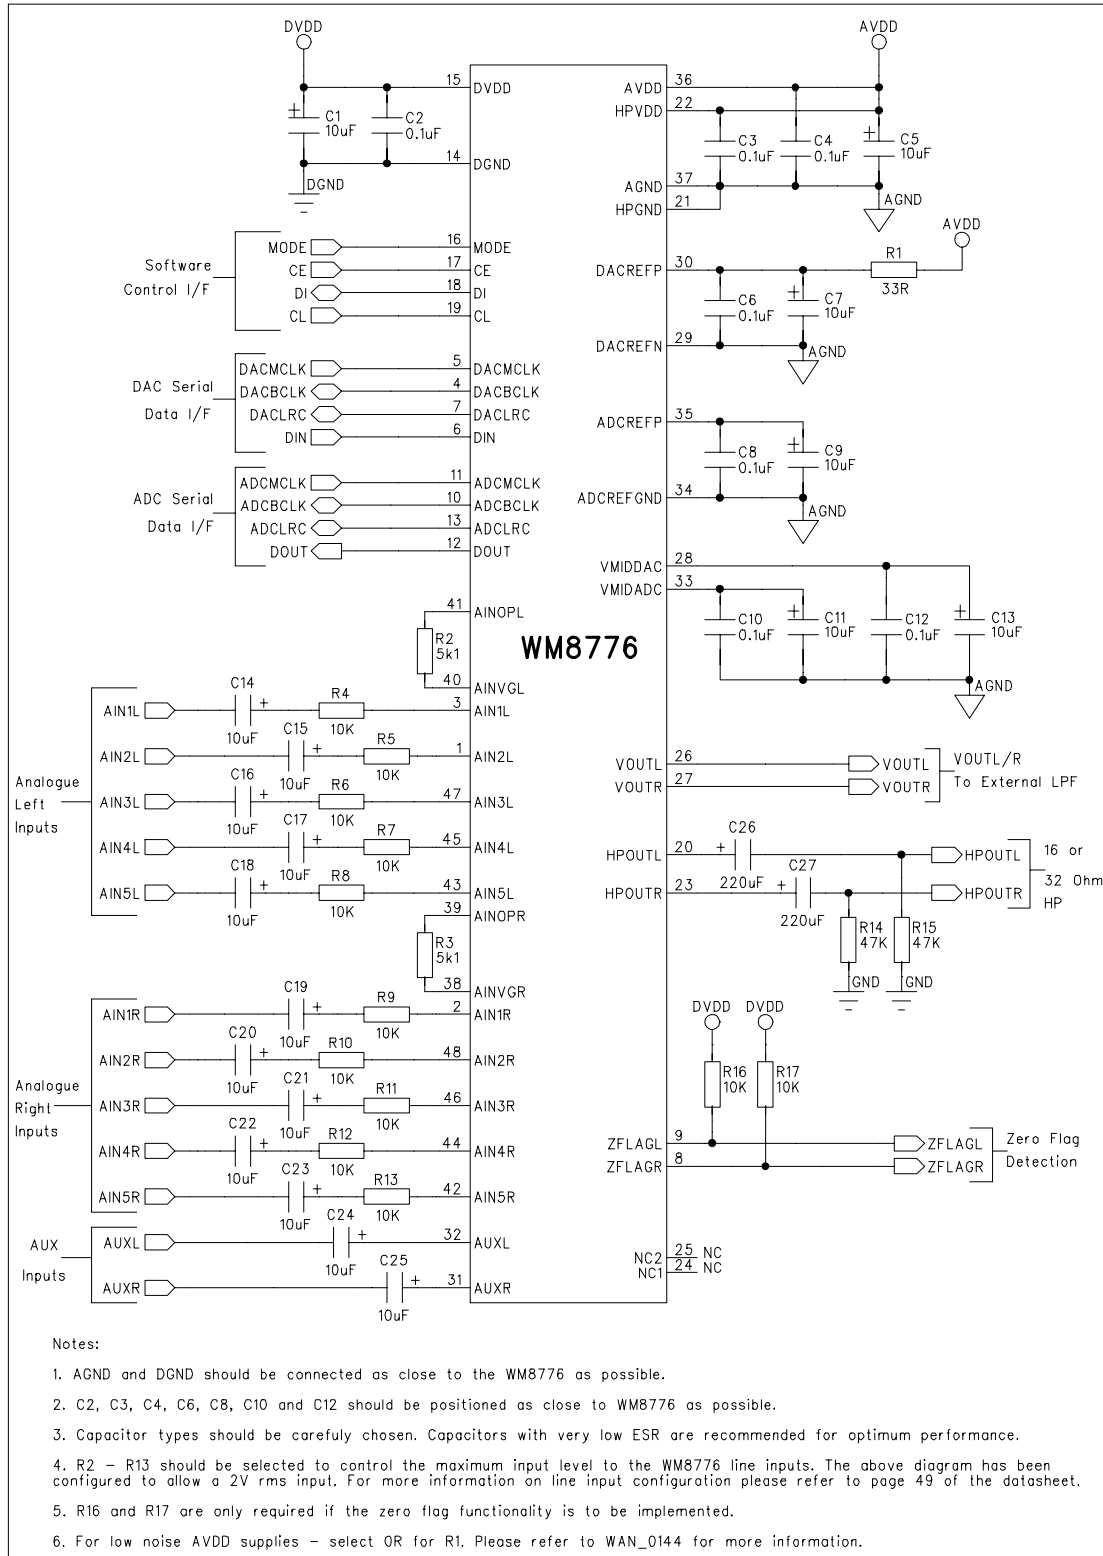 DVDD
AVDD
15 DVDD
AVDD 36
HPVDD 22
C1
10uF
C2
0.1uF
C3
0.1uF
C4
0.1uF
C5
10uF
14 DGND
DGND
AGND 37
HPGND 21
AGND
Software
Control I/F
MODE 16 MODE
CE 17 CE
DI 18 DI
CL 19 CL
AVDD
DACREFP 30
R1
33R
C6
0.1uF
C7
10uF
DACREFN 29
AGND
DAC Serial
Data I/F
DACMCLK 5 DACMCLK
DACBCLK 4 DACBCLK
DACLRC 7 DACLRC
DIN 6 DIN
ADCREFP 35
C8
0.1uF
C9
10uF
ADCREFGND 34
AGND
ADC Serial
Data I/F
ADCMCLK 11 ADCMCLK
ADCBCLK 10 ADCBCLK
ADCLRC 13 ADCLRC
DOUT 12 DOUT
VMIDDAC 28
VMIDADC 33
C10
0.1uF
C11
10uF
C12
0.1uF
C13
10uF
AGND
41 AINOPL
R2
5k1
40 AINVGL
WM8776
Analogue
Left
Inputs
AIN1L C14 10uF R4 10K 3 AIN1L
AIN2L C15 10uF R5 10K 1 AIN2L
AIN3L C16 10uF R6 10K 47 AIN3L
AIN4L C17 10uF R7 10K 45 AIN4L
AIN5L C18 10uF R8 10K 43 AIN5L
VOUTL 26 VOUTL
VOUTR 27 VOUTR
VOUTL/R
To External LPF
HPOUTL 20 C26 220uF HPOUTL
HPOUTR 23 C27 220uF HPOUTR
16 or
32 Ohm
HP
R14
47K
R15
47K
GND
GND
39 AINOPR
R3
5k1
38 AINVGR
Analogue
Right
Inputs
AIN1R C19 10uF R9 10K 2 AIN1R
AIN2R C20 10uF R10 10K 48 AIN2R
AIN3R C21 10uF R11 10K 46 AIN3R
AIN4R C22 10uF R12 10K 44 AIN4R
AIN5R C23 10uF R13 10K 42 AIN5R
DVDD
DVDD
R16
10K
R17
10K
ZFLAGL 9 ZFLAGL
ZFLAGR 8 ZFLAGR
Zero Flag
Detection
AUX
Inputs
AUXL C24 10uF 32 AUXL
AUXR C25 10uF 31 AUXR
NC2 25 NC
NC1 24 NC
Notes:
1. AGND and DGND should be connected as close to the WM8776 as possible.
2. C2, C3, C4, C6, C8, C10 and C12 should be positioned as close to WM8776 as possible.
3. Capacitor types should be carefuly chosen. Capacitors with very low ESR are recommended for optimum performance.
4. R2 – R13 should be selected to control the maximum input level to the WM8776 line inputs. The above diagram has been
configured to allow a 2V rms input. For more information on line input configuration please refer to page 49 of the datasheet.
5. R16 and R17 are only required if the zero flag functionality is to be implemented.
6. For low noise AVDD supplies – select 0R for R1. Please refer to WAN_0144 for more information.